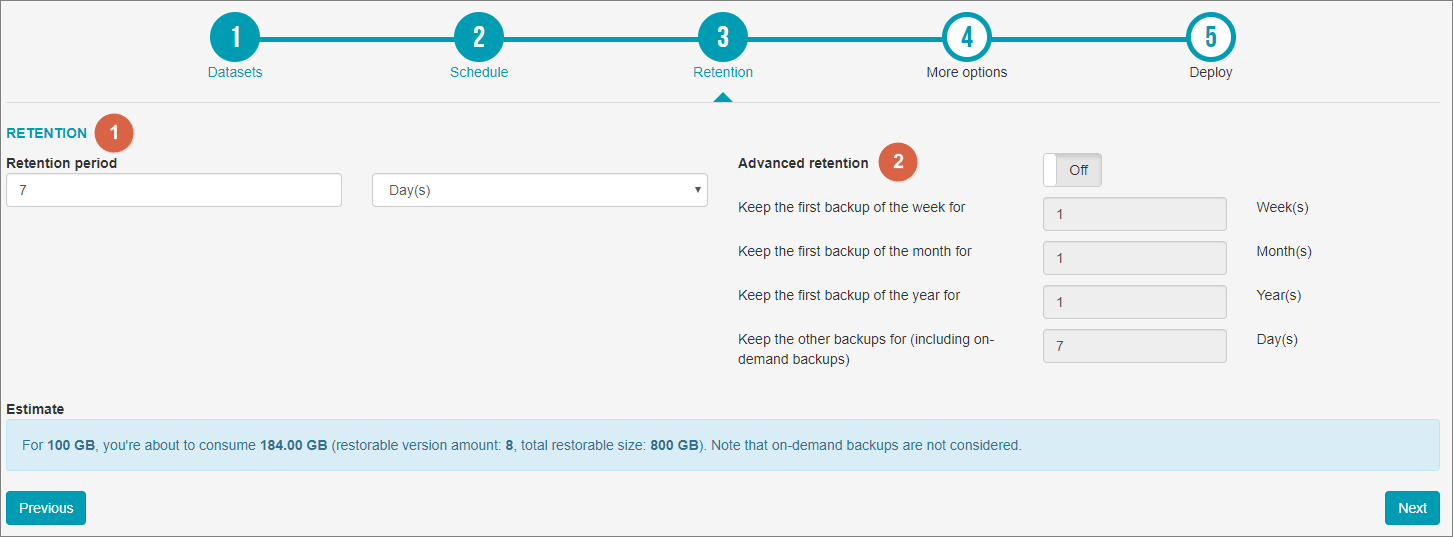 1 2 3 4 5
Datasets Schedule Retention More options Deploy
RETENTION 1
Retention period
7 Day(s)
Advanced retention 2 Off
Keep the first backup of the week for 1 Week(s)
Keep the first backup of the month for 1 Month(s)
Keep the first backup of the year for 1 Year(s)
Keep the other backups for (including on-
demand backups) 7 Day(s)
Estimate
For 100 GB, you're about to consume 184.00 GB (restorable version amount: 8, total restorable size: 800 GB). Note that on-demand backups are not considered.
Previous Next